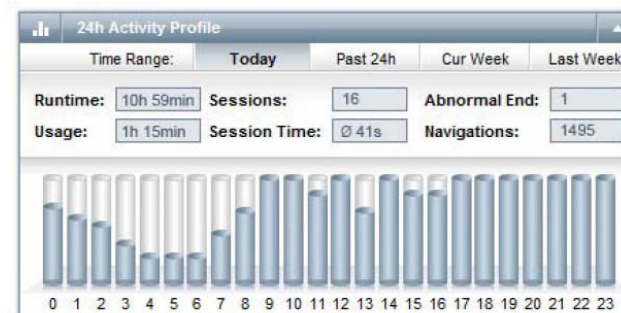 24h Activity Profile
Time Range: Today Past 24h Cur Week Last Week
Runtime: 10h 59min Sessions: 16 Abnormal End: 1
Usage: 1h 15min Session Time: Ø 41s Navigations: 1495
0 1 2 3 4 5 6 7 8 9 10 11 12 13 14 15 16 17 18 19 20 21 22 23